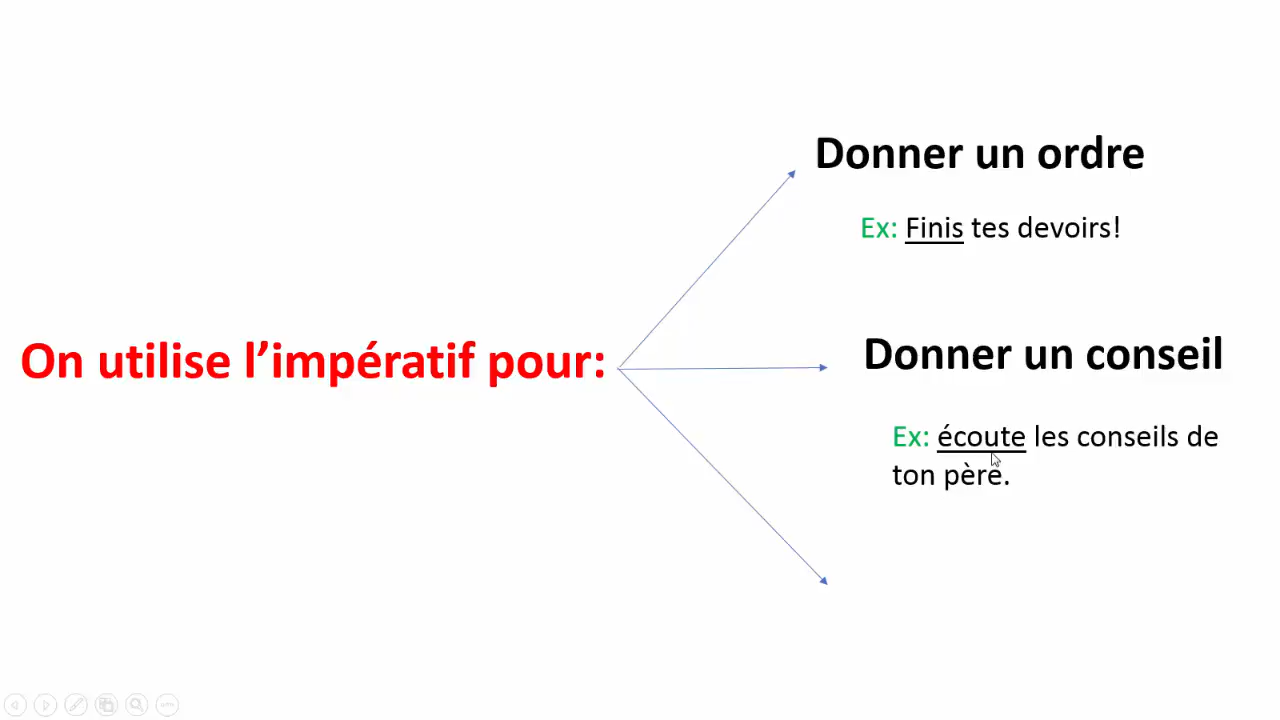 Donner un ordre
Ex: Finis tes devoirs!
On utilise l’impératif pour:
Donner un conseil
Ex: écoute les conseils de
ton père.